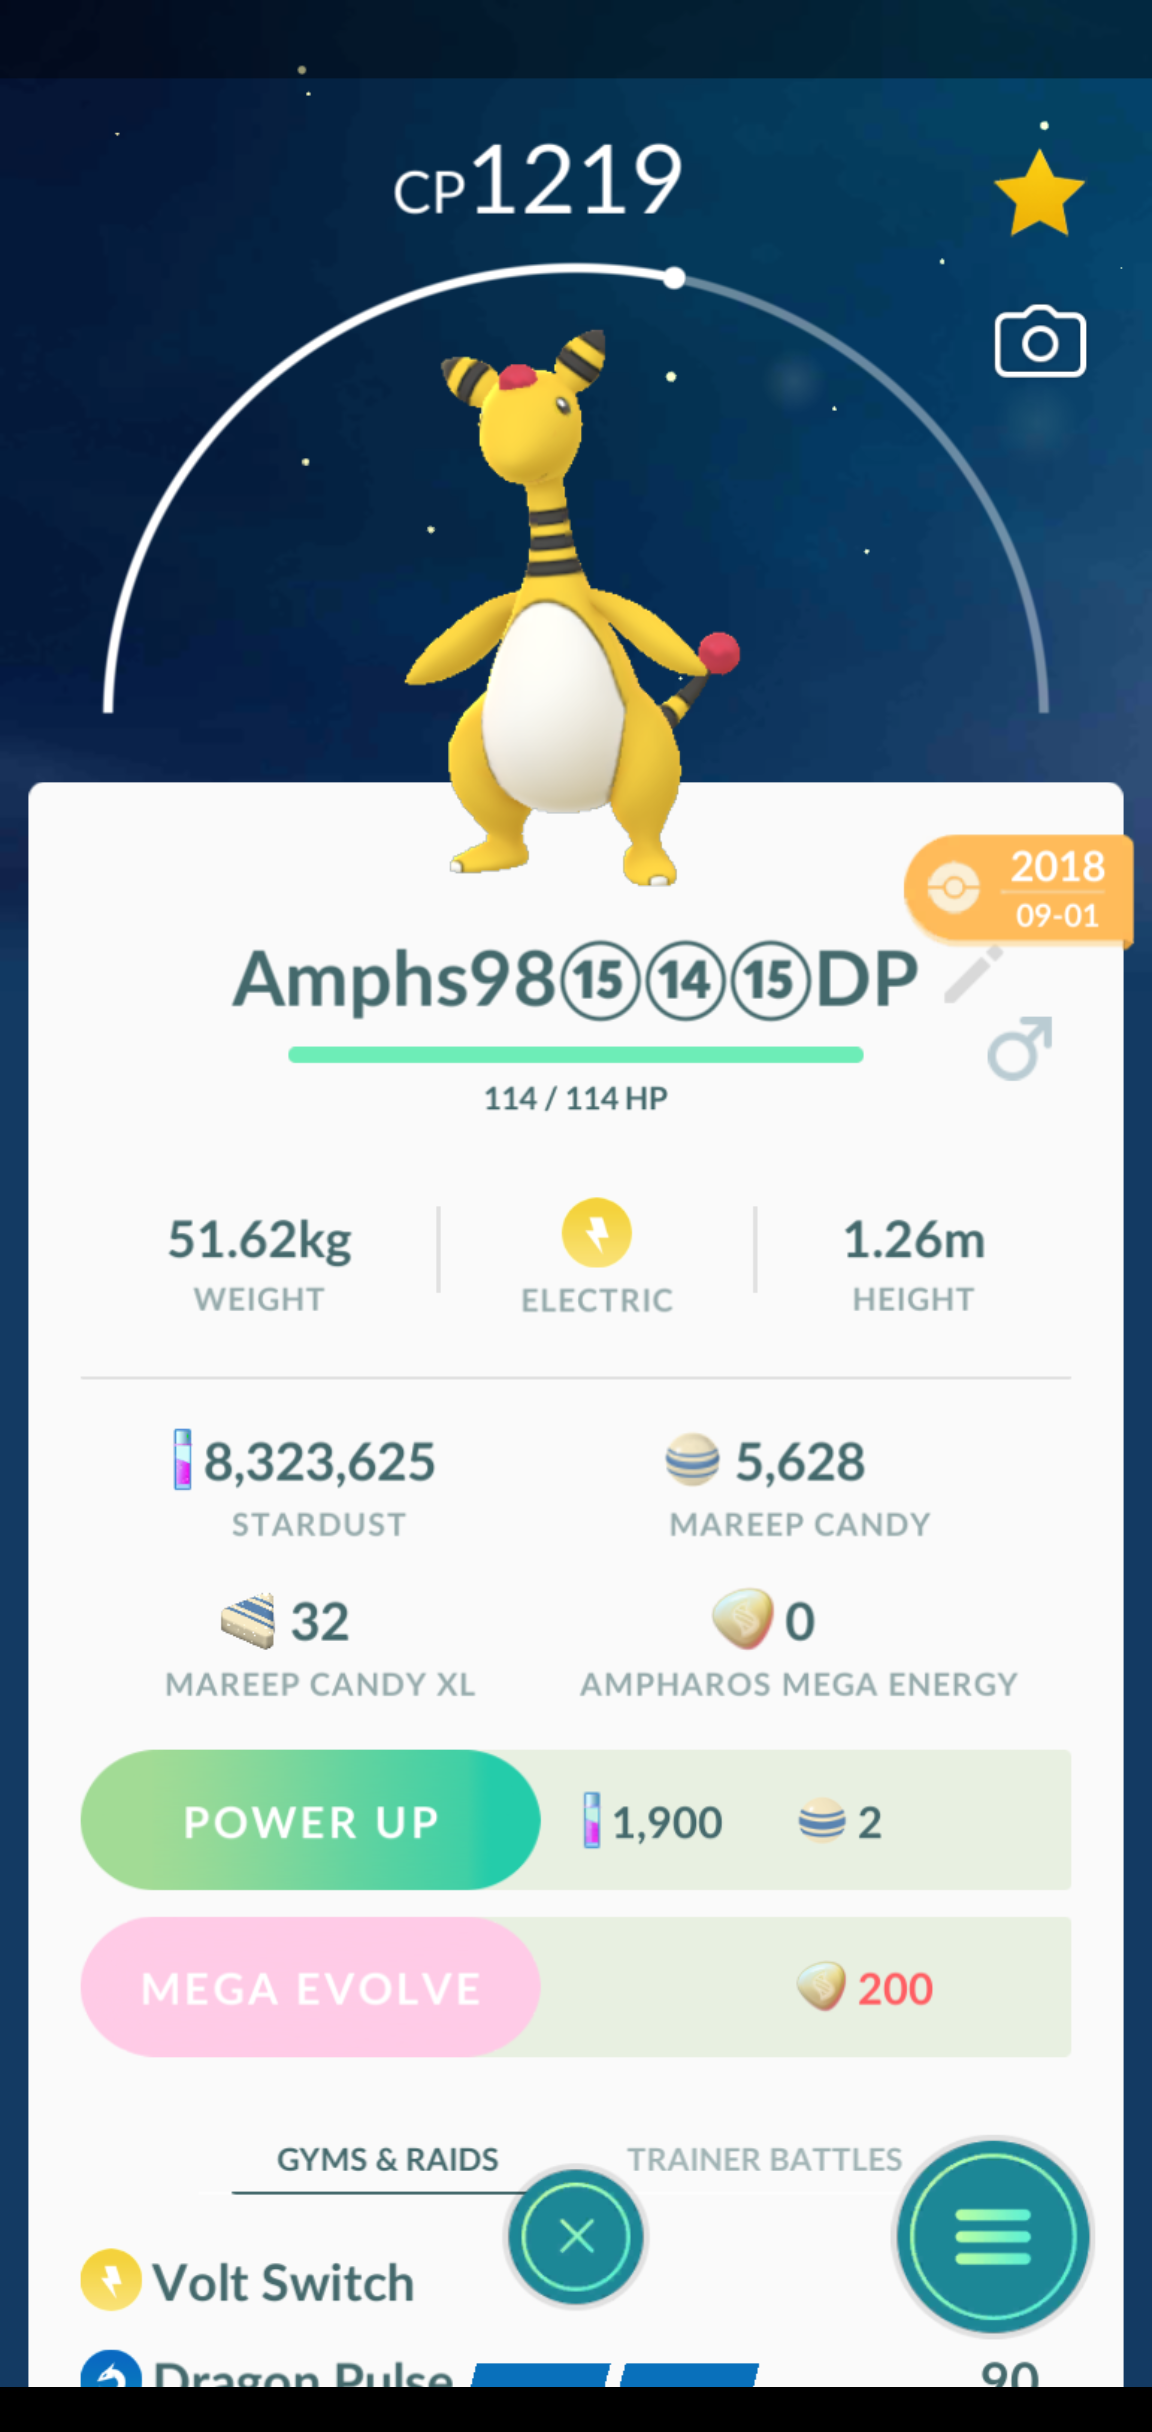 CP1219
2018
09-01
Amphs98⑮⑭⑮DP
114 / 114 HP
51.62kg
WEIGHT
ELECTRIC
1.26m
HEIGHT
8,323,625
STARDUST
5,628
MAREEP CANDY
32
MAREEP CANDY XL
0
AMPHAROS MEGA ENERGY
POWER UP
1,900
2
MEGA EVOLVE
200
GYMS & RAIDS
TRAINER BATTLES
Volt Switch
Dragon Pulse
90